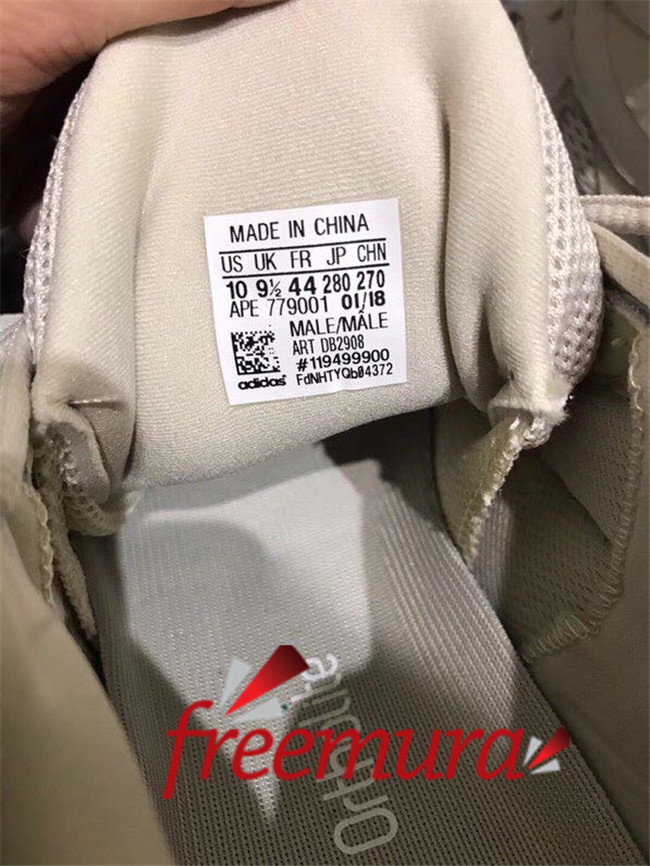 MADE IN CHINA
US UK FR JP CHN
10 9½ 44 280 270
APE 779001 01/18
MALE/MÂLE
ART DB2908
#119499900
adidas FdNHTYQb04372
freemura
Ortho